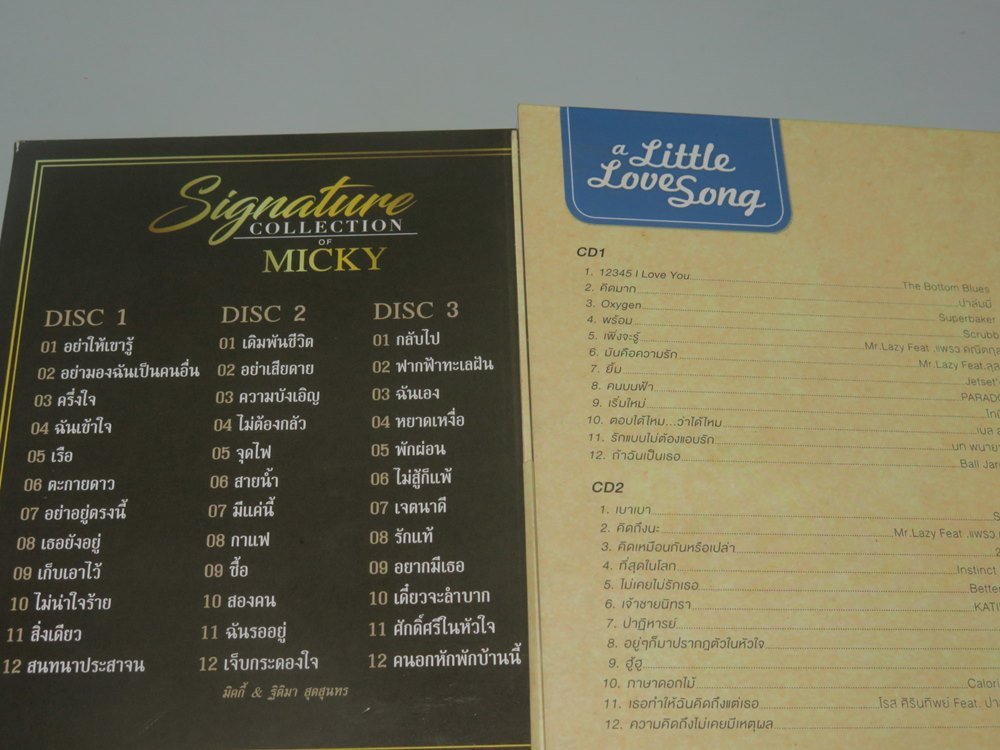 Signature
COLLECTION
OF
MICKY
DISC 1
01 อย่าให้เขารู้
02 อย่ามองฉันเป็นคนอื่น
03 ครึ่งใจ
04 ฉันเข้าใจ
05 เรือ
06 ตะกายดาว
07 อย่าอยู่ตรงนี้
08 เธอยังอยู่
09 เก็บเอาไว้
10 ไม่น่าใจร้าย
11 สิ่งเดียว
12 สนทนาประสาจน
DISC 2
01 เดิมพันชีวิต
02 อย่าเสียดาย
03 ความบังเอิญ
04 ไม่ต้องกลัว
05 จุดไฟ
06 สายน้ำ
07 มีแค่นี้
08 กาแฟ
09 ซื้อ
10 สองคน
11 ฉันรออยู่
12 เจ็บกระดองใจ
DISC 3
01 กลับไป
02 ฟากฟ้าทะเลฝัน
03 ฉันเอง
04 หยาดเหงื่อ
05 พักผ่อน
06 ไม่สู้ก็แพ้
07 เจตนาดี
08 รักแท้
09 อยากมีเธอ
10 เดี๋ยวจะลำบาก
11 ศักดิ์ศรีในหัวใจ
12 คนอกหักพักบ้านนี้
มิคกี้ & ฐิติมา สุตสุนทร
a Little
Love Song
CD1
1. 12345 I Love You The Bottom Blues
2. คิดมาก ปาล์มมี่
3. Oxygen Superbaker
4. พร้อม Scrubb
5. เพิ่งจะรู้ Mr.Lazy Feat .แพรว
6. มันคือความรัก Mr.Lazy Feat.
7. ยิ้ม Jetset'
8. คนบนฟ้า PARADO
9. เริ่มใหม่
10. ตอบได้ไหม...ว่าได้ไหม เบล
11. รักแบบไม่ต้องแอบรัก
12. ถ้าฉันเป็นเธอ Ball Jar
CD2
1. เบาเบา S
2. คิดถึงนะ Mr.Lazy Feat .แพรว
3. คิดเหมือนกันหรือเปล่า 2
4. ที่สุดในโลก Instinct
5. ไม่เคยไม่รักเธอ Better
6. เจ้าชายนิทรา KATI
7. ปาฏิหารย์
8. อยู่ๆก็มาปรากฏตัวในหัวใจ
9. ฮู้ฮู
10. ภาษาดอกไม้ Calori
11. เธอทำให้ฉันคิดถึงแต่เธอ โรส ศิรินทิพย์ Feat. ปา
12. ความคิดถึงไม่เคยมีเหตุผล